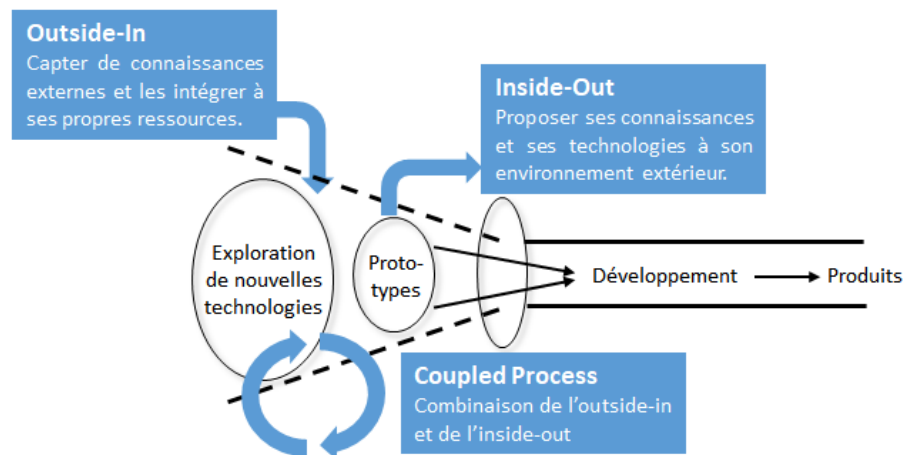 Outside-In
Capter de connaissances
externes et les intégrer à
ses propres ressources.
Inside-Out
Proposer ses connaissances
et ses technologies à son
environnement extérieur.
Exploration
de nouvelles
technologies
Proto-
types
Développement
Produits
Coupled Process
Combinaison de l'outside-in
et de l'inside-out